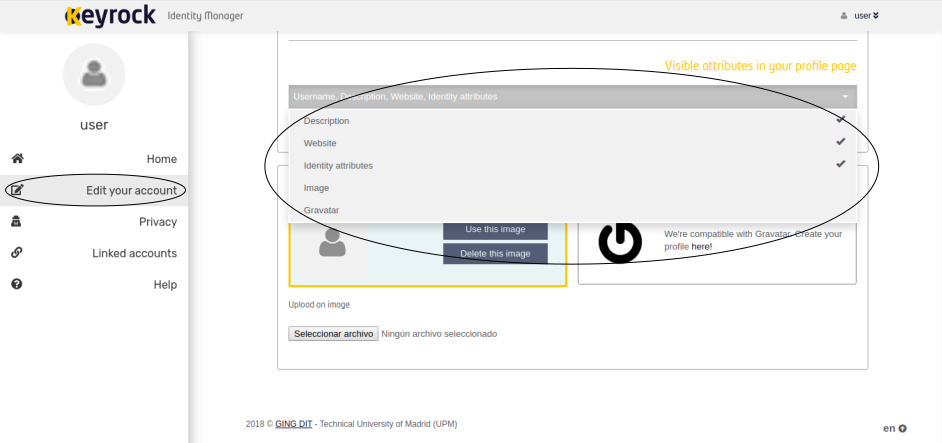 Keyrock Identity Manager
user
user
Home
Edit your account
Privacy
Linked accounts
Help
Visible attributes in your profile page
Username, Description, Website, Identity attributes
Description
Website
Identity attributes
Image
Gravatar
Use this image
Delete this image
We're compatible with Gravatar. Create your
profile here!
Upload an image
Seleccionar archivo Ningún archivo seleccionado
2018 © GING DIT - Technical University of Madrid (UPM)
en